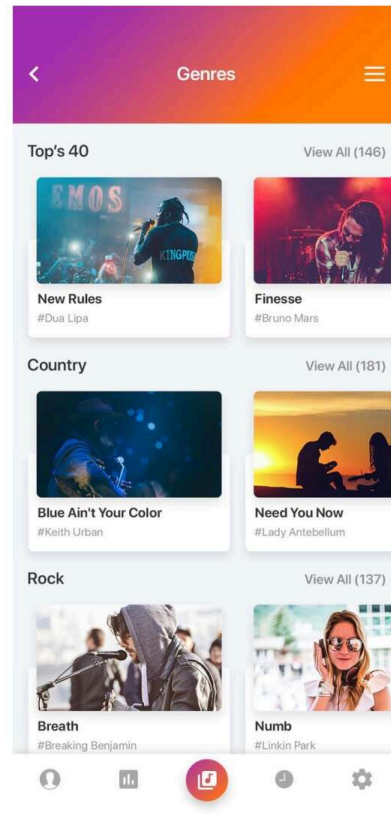 Genres
Top's 40
View All (146)
EMOS
KINGPU
New Rules
#Dua Lipa
Finesse
#Bruno Mars
Country
View All (181)
Blue Ain't Your Color
#Keith Urban
Need You Now
#Lady Antebellum
Rock
View All (137)
Breath
#Breaking Benjamin
Numb
#Linkin Park